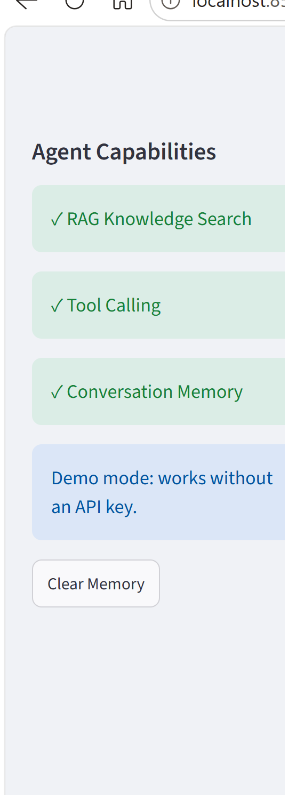 Agent Capabilities
✓ RAG Knowledge Search
✓ Tool Calling
✓ Conversation Memory
Demo mode: works without
an API key.
Clear Memory